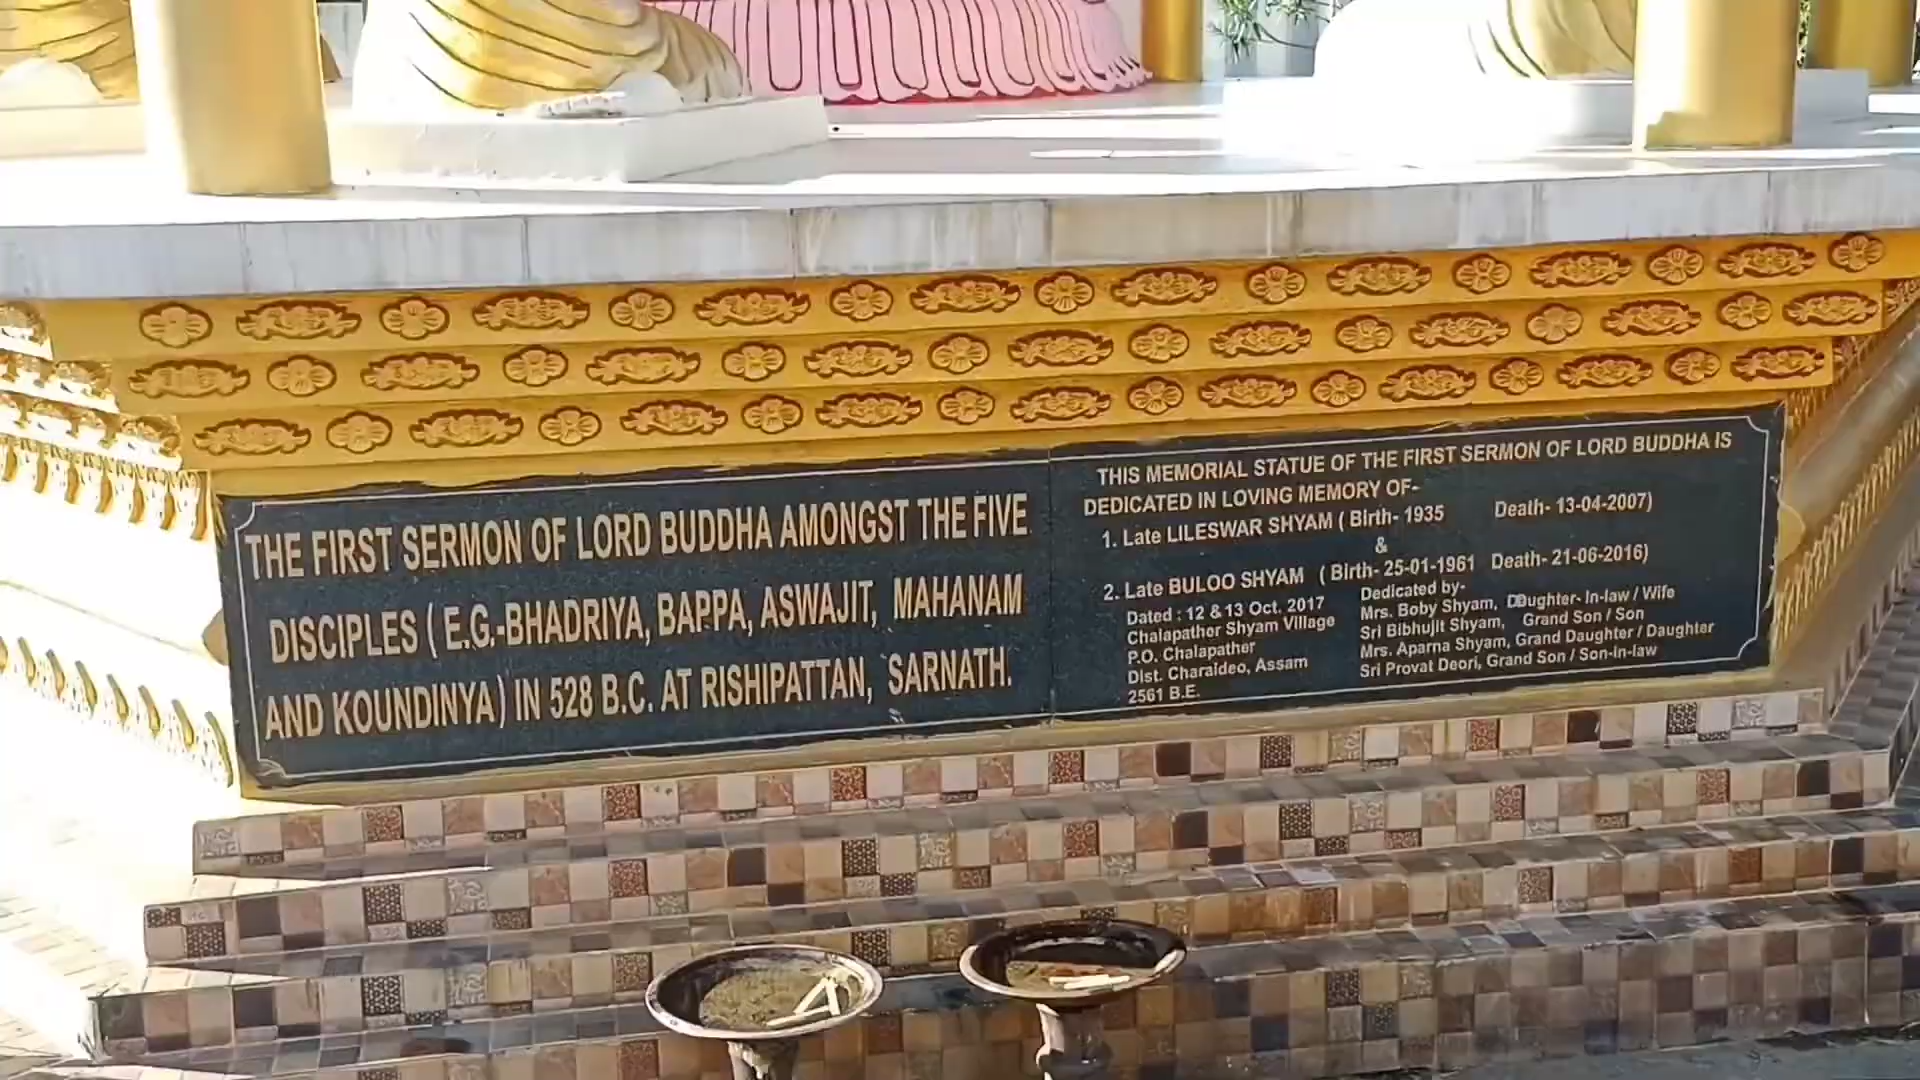 THE FIRST SERMON OF LORD BUDDHA AMONGST THE FIVE
DISCIPLES ( E.G.-BHADRIYA, BAPPA, ASWAJIT, MAHANAM
AND KOUNDINYA) IN 528 B.C. AT RISHIPATTAN, SARNATH.
THIS MEMORIAL STATUE OF THE FIRST SERMON OF LORD BUDDHA IS
DEDICATED IN LOVING MEMORY OF-
1. Late LILESWAR SHYAM ( Birth- 1935 Death- 13-04-2007)
&
2. Late BULOO SHYAM ( Birth- 25-01-1961 Death- 21-06-2016)
Dated : 12 & 13 Oct. 2017
Chalapather Shyam Village
P.O. Chalapather
Dist. Charaideo, Assam
2561 B.E.
Dedicated by-
Mrs. Boby Shyam, Daughter- In-law / Wife
Sri Bibhujit Shyam, Grand Son / Son
Mrs. Aparna Shyam, Grand Daughter / Daughter
Sri Provat Deori, Grand Son / Son-in-law